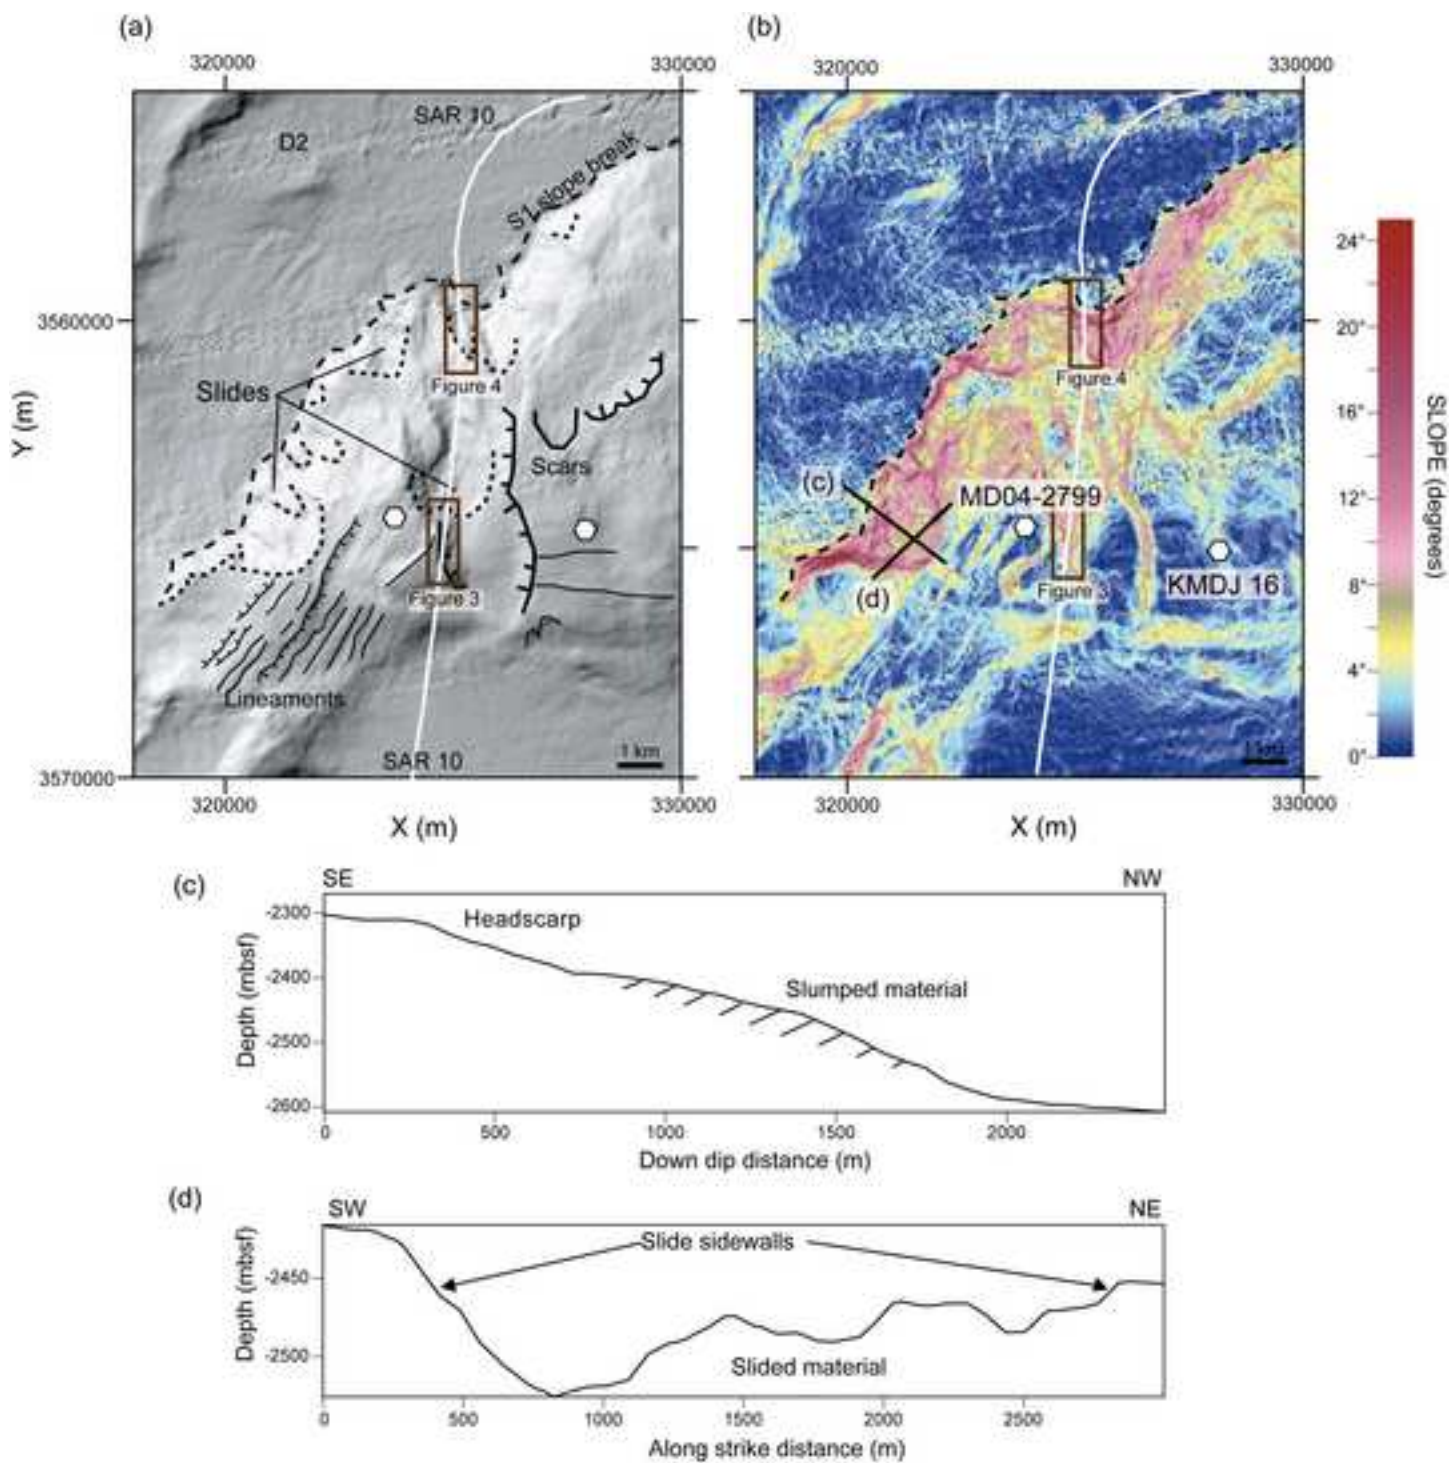 (a)
(b)
320000
330000
320000
330000
SAR 10
D2
S1 slope break
3560000
Figure 4
Slides
Scars
Y (m)
Figure 3
Lineaments
SAR 10
1 km
3570000
320000
330000
X (m)
Figure 4
(c)
MD04-2799
(d)
Figure 3
KMDJ 16
1 km
320000
330000
X (m)
24°
20°
16°
12°
8°
4°
0°
SLOPE (degrees)
(c)
SE
NW
Headscarp
Slumped material
-2300
-2400
-2500
-2600
Depth (mbsf)
0
500
1000
1500
2000
Down dip distance (m)
(d)
SW
NE
Slide sidewalls
-2450
-2500
Depth (mbsf)
Slided material
0
500
1000
1500
2000
2500
Along strike distance (m)